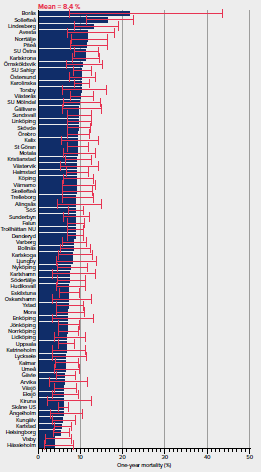 Mean = 8,4 %
Borås
Sollefteå
Lindesberg
Avesta
Norrtälje
Piteå
SU Östra
Karlskrona
Örnsköldsvik
SU Sahlgr
Östersund
Karolinska
Torsby
Västerås
SU Mölndal
Gällivare
Sundsvall
Linköping
Skövde
Örebro
Kalix
St Göran
Motala
Kristianstad
Västervik
Halmstad
Köping
Värnamo
Skellefteå
Trelleborg
Alingsås
SöS
Sunderbyn
Falun
Trollhättan NU
Danderyd
Varberg
Bollnäs
Karlskoga
Ljungby
Nyköping
Karlshamn
Södertälje
Hudiksvall
Eskilstuna
Oskarshamn
Ystad
Mora
Enköping
Jönköping
Norrköping
Lidköping
Uppsala
Katrineholm
Lycksele
Kalmar
Umeå
Gävle
Arvika
Växjö
Eksjö
Kiruna
Skåne US
Ängelholm
Kungälv
Karlstad
Helsingborg
Visby
Hässleholm
0 10 20 30 40 50
One-year mortality (%)